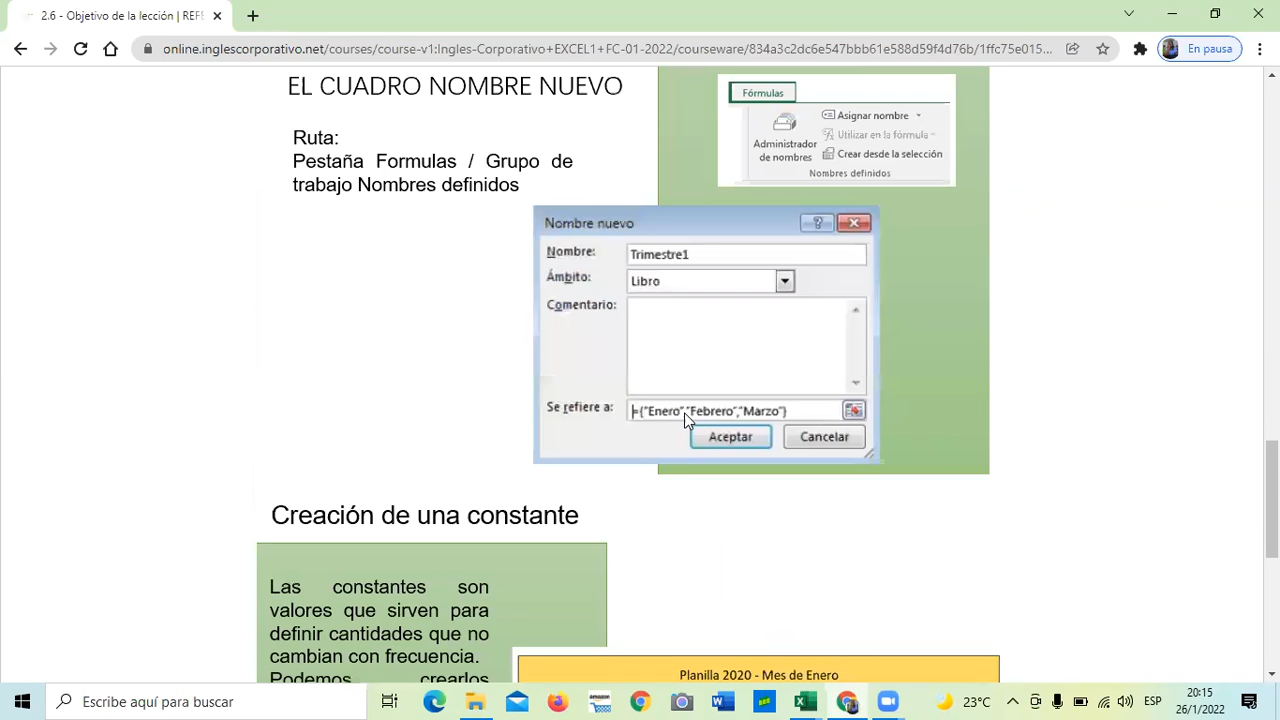 2.6 - Objetivo de la lección | REF
online.inglescorporativo.net/courses/course-v1:Ingles-Corporativo+EXCEL1+FC-01-2022/courseware/834a3c20c6e547bbb61e588d59f4d76b/1ffc75e015...
En pausa
EL CUADRO NOMBRE NUEVO
Ruta:
Pestaña Formulas / Grupo de
trabajo Nombres definidos
Fórmulas
Administrador
de nombres
Asignar nombre
Utilizar en la fórmula
Crear desde la selección
Nombres definidos
Nombre nuevo
Nombre: Trimestre1
Ámbito: Libro
Comentario:
Se refiere a: ={"Enero","Febrero","Marzo"}
Aceptar Cancelar
Creación de una constante
Las constantes son
valores que sirven para
definir cantidades que no
cambian con frecuencia.
Podemos crearlos
Planilla 2020 - Mes de Enero
Escribe aquí para buscar
amazon
23°C
ESP
20:15
26/1/2022